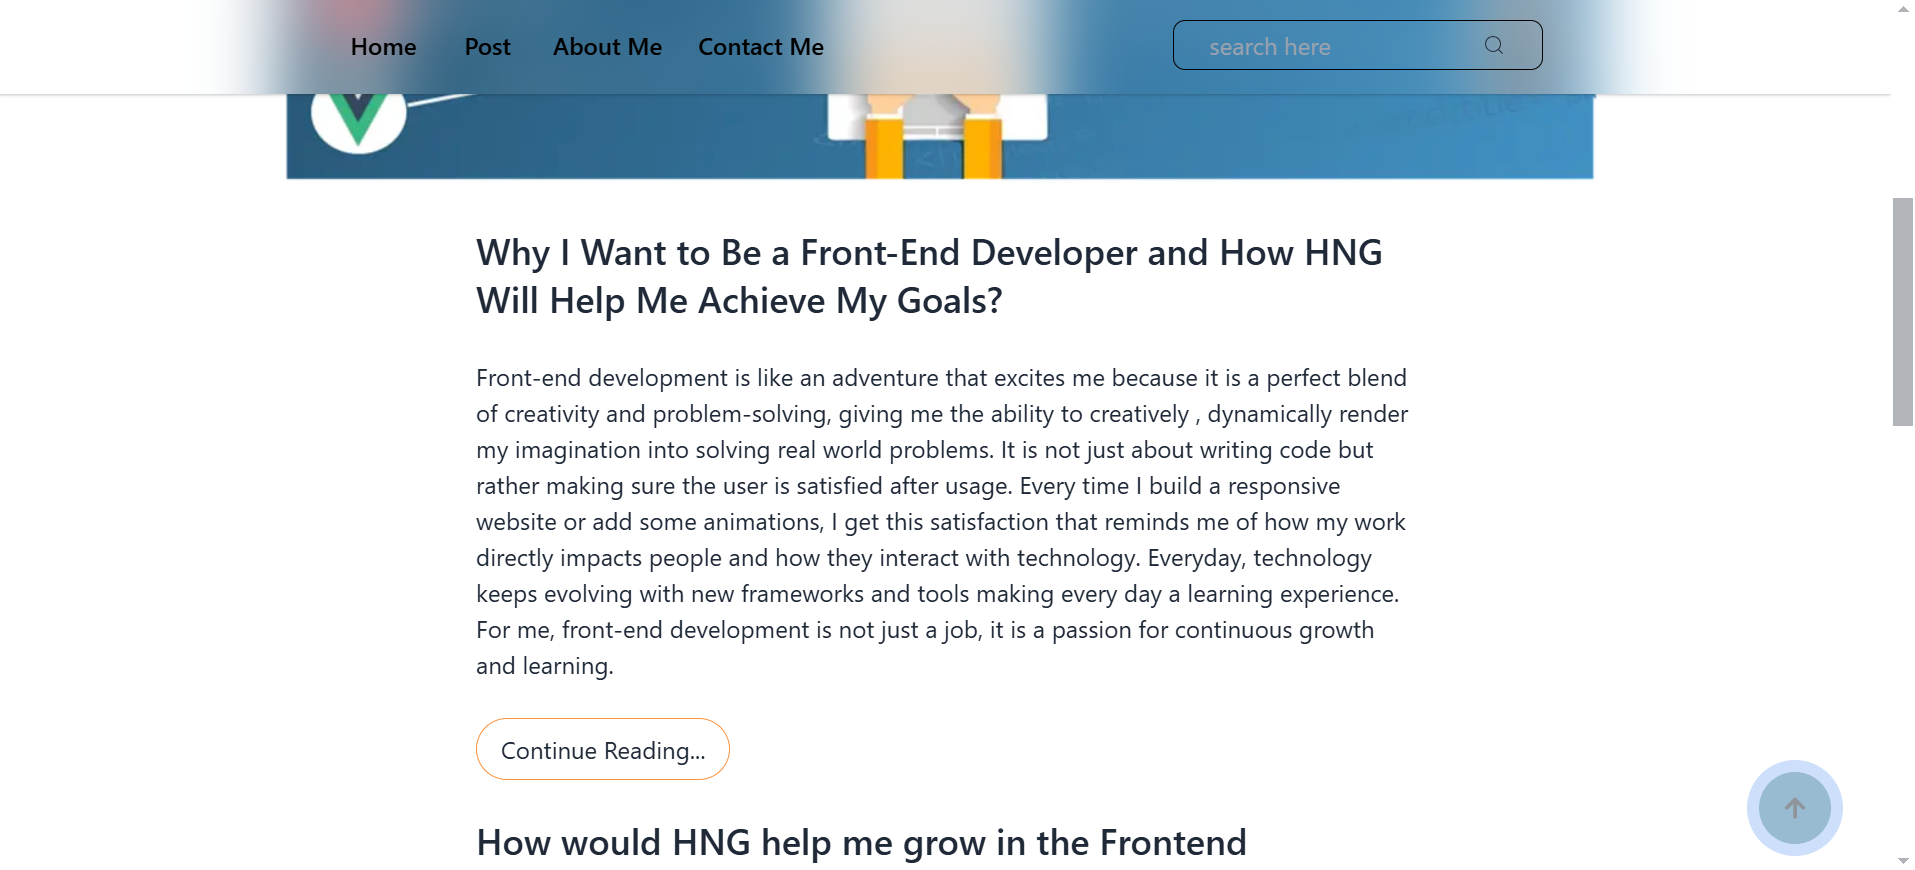 Home Post About Me Contact Me search here
Why I Want to Be a Front-End Developer and How HNG
Will Help Me Achieve My Goals?
Front-end development is like an adventure that excites me because it is a perfect blend
of creativity and problem-solving, giving me the ability to creatively , dynamically render
my imagination into solving real world problems. It is not just about writing code but
rather making sure the user is satisfied after usage. Every time I build a responsive
website or add some animations, I get this satisfaction that reminds me of how my work
directly impacts people and how they interact with technology. Everyday, technology
keeps evolving with new frameworks and tools making every day a learning experience.
For me, front-end development is not just a job, it is a passion for continuous growth
and learning.
Continue Reading...
How would HNG help me grow in the Frontend